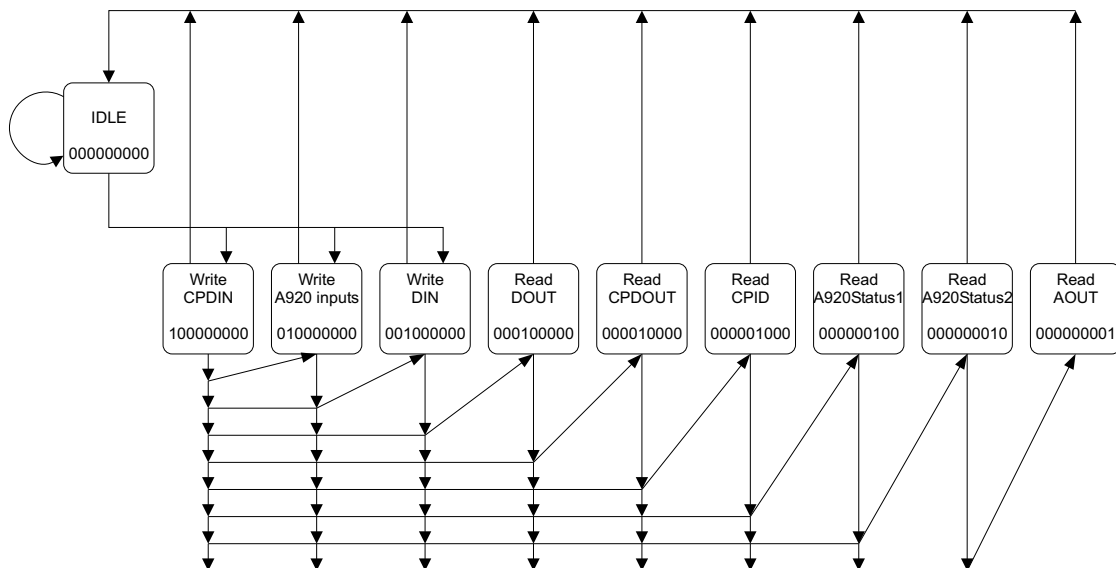 IDLE
000000000
Write
CPDIN
100000000
Write
A920 inputs
010000000
Write
DIN
001000000
Read
DOUT
000100000
Read
CPDOUT
000010000
Read
CPID
000001000
Read
A920Status1
000000100
Read
A920Status2
000000010
Read
AOUT
000000001